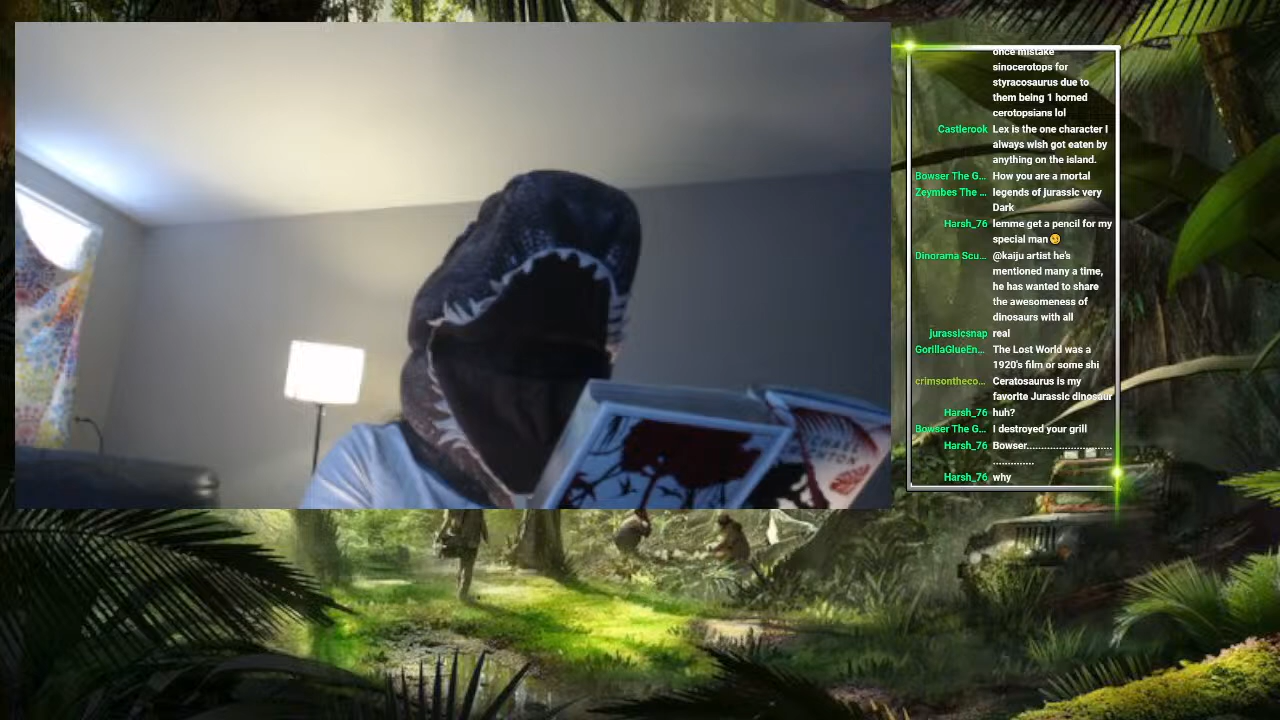 once mistake
sinocerotops for
styracosaurus due to
them being 1 horned
cerotopsians lol
Castlerook Lex is the one character I
always wish got eaten by
anything on the island.
Bowser The G... How you are a mortal
Zeymbes The ... legends of jurassic very
Dark
Harsh_76 lemme get a pencil for my
special man😏
Dinorama Scu... @kaiju artist he's
mentioned many a time,
he has wanted to share
the awesomeness of
dinosaurs with all
jurassicsnap real
GorillaGlueEn... The Lost World was a
1920's film or some shi
crimsontheco... Ceratosaurus is my
favorite Jurassic dinosaur
Harsh_76 huh?
Bowser The G... I destroyed your grill
Harsh_76 Bowser............................
..............
Harsh_76 why